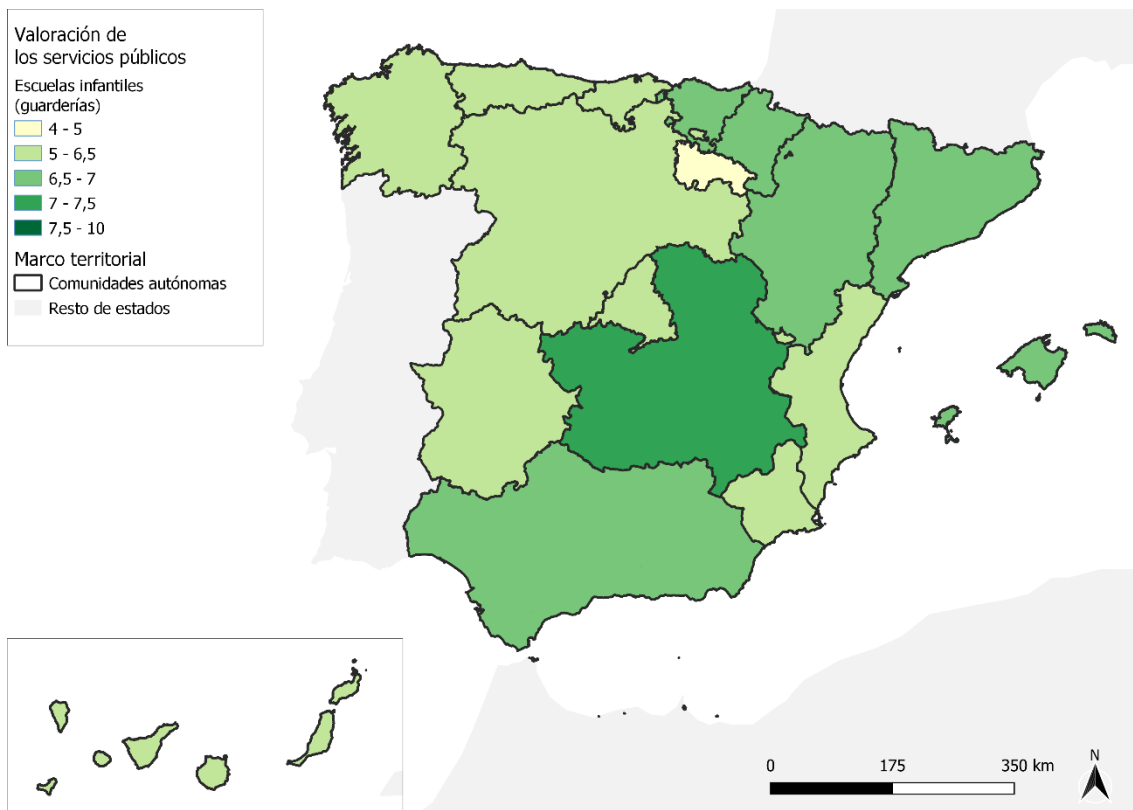 Valoración de
los servicios públicos
Escuelas infantiles
(guarderías)
4 - 5
5 - 6,5
6,5 - 7
7 - 7,5
7,5 - 10
Marco territorial
Comunidades autónomas
Resto de estados
0 175 350 km
N